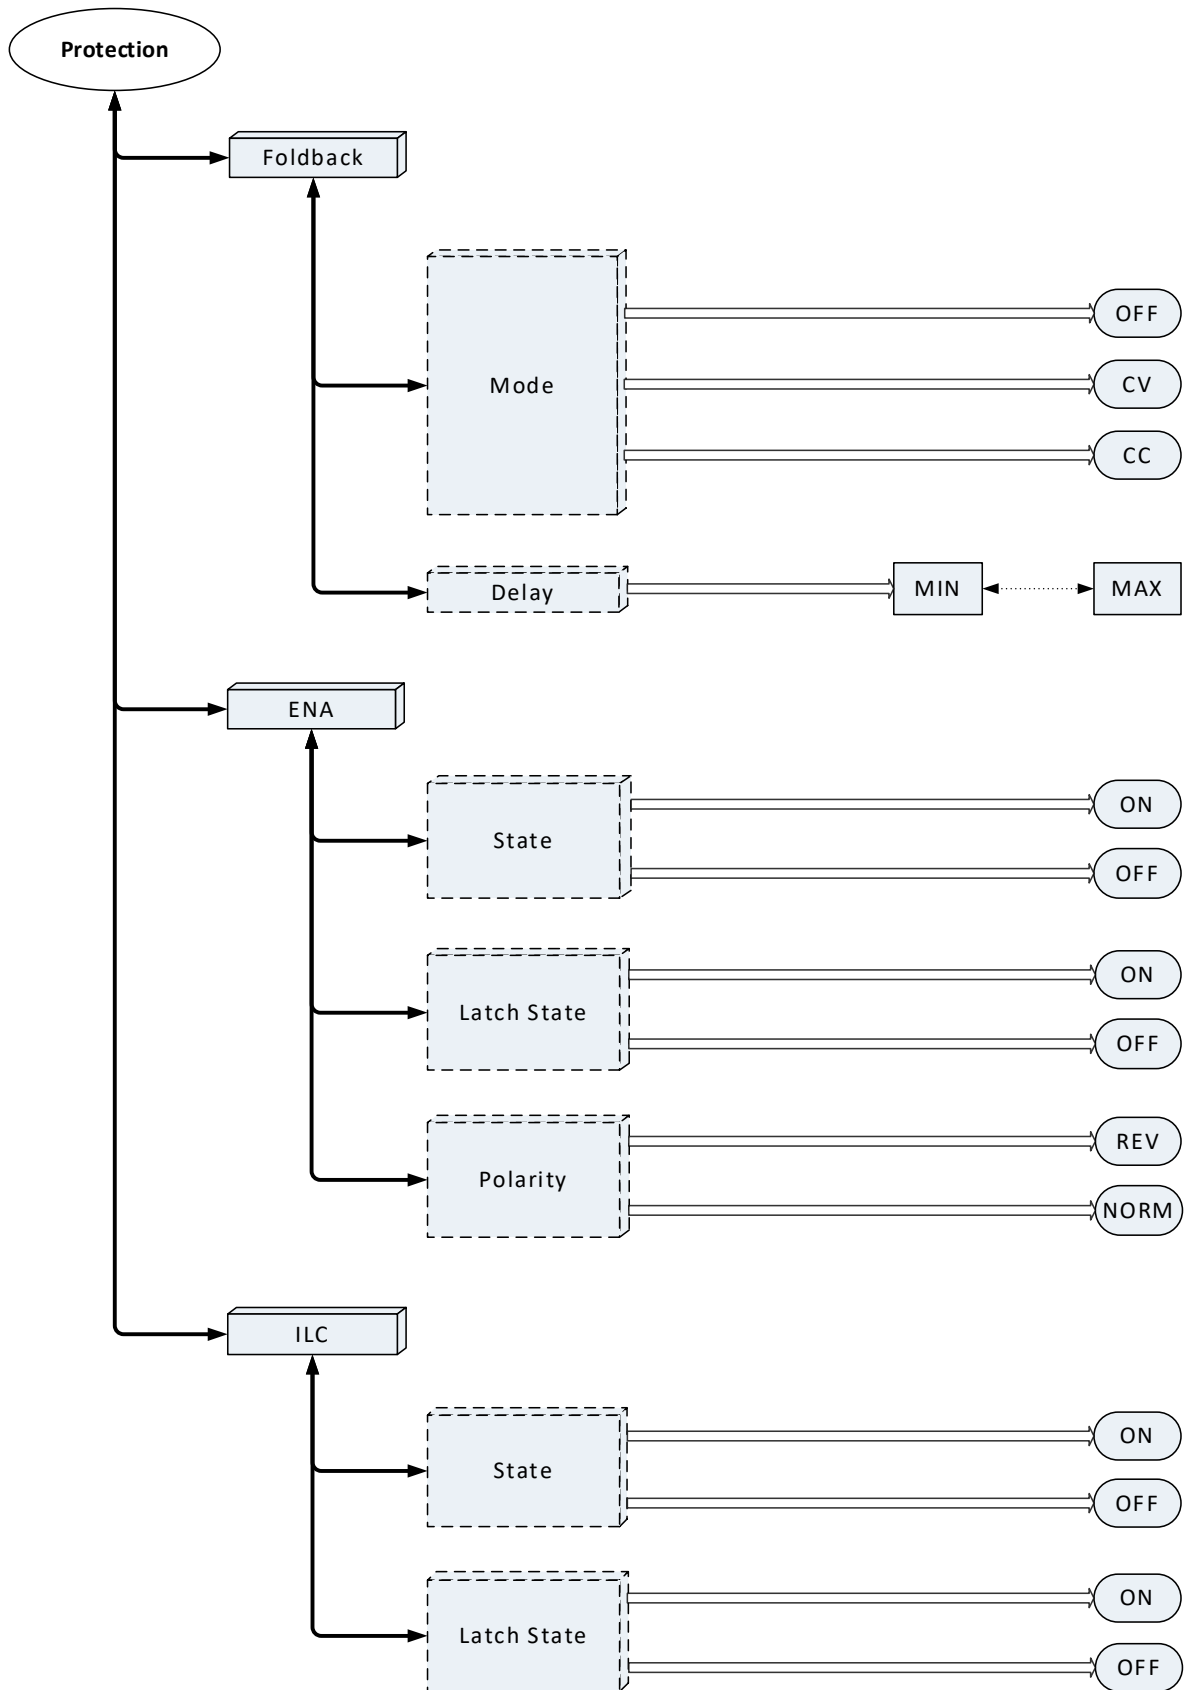 Protection
Foldback
Mode
OFF
CV
CC
Delay
MIN
MAX
ENA
State
ON
OFF
Latch State
ON
OFF
Polarity
REV
NORM
ILC
State
ON
OFF
Latch State
ON
OFF